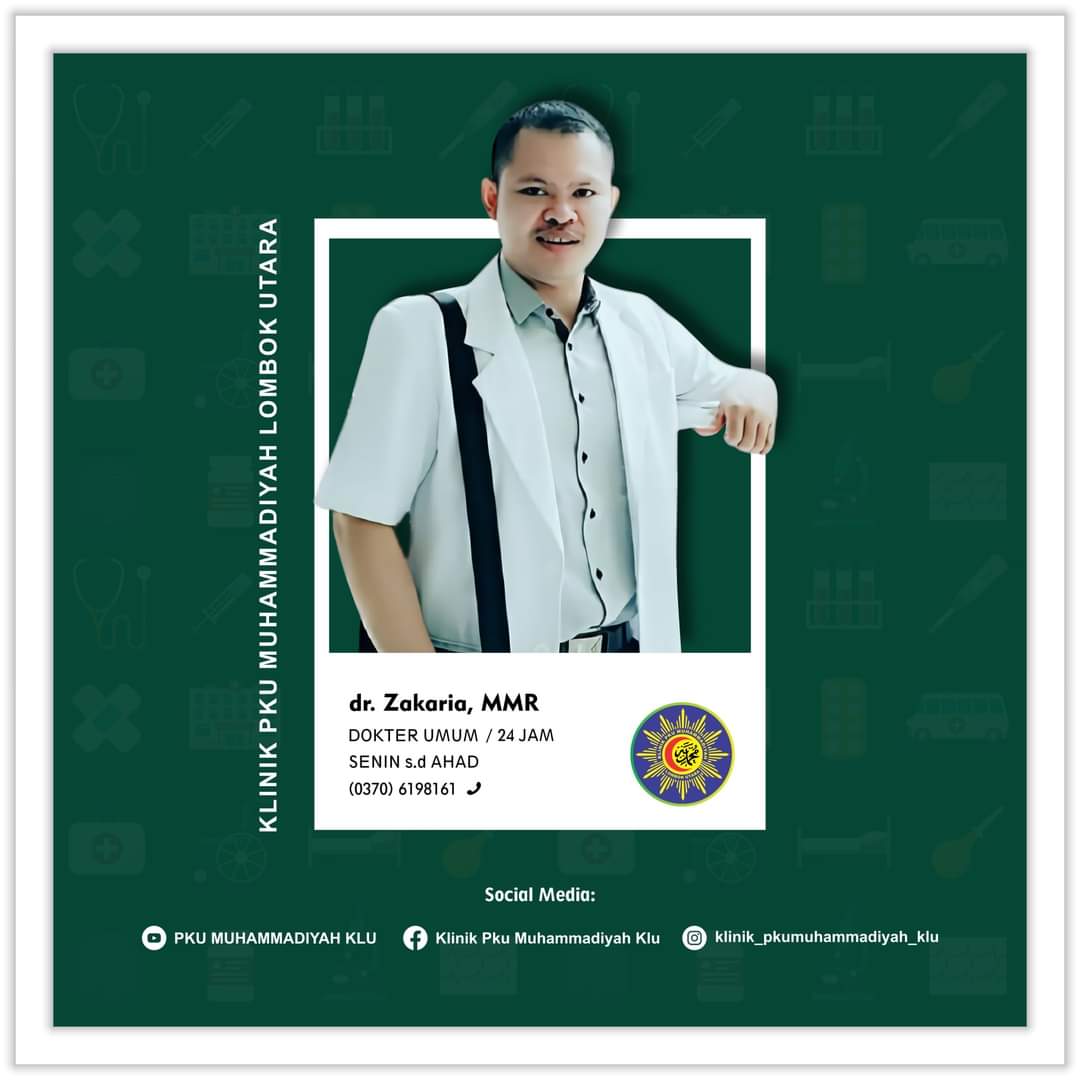 KLINIK PKU MUHAMMADIYAH LOMBOK UTARA
dr. Zakaria, MMR
DOKTER UMUM / 24 JAM
SENIN s.d AHAD
(0370) 6198161
Social Media:
PKU MUHAMMADIYAH KLU
Klinik Pku Muhammadiyah Klu
klinik_pkumuhammadiyah_klu